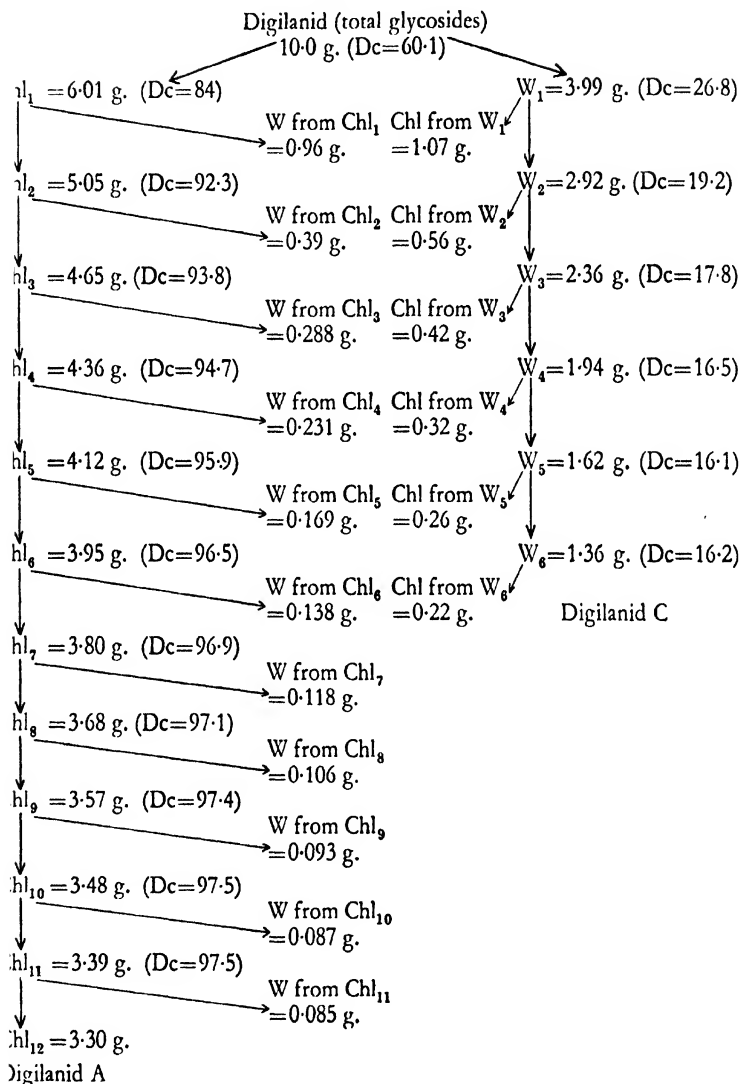 Digilanid (total glycosides)
10·0 g. (Dc=60·1)
hl₁ =6·01 g. (Dc=84) W₁=3·99 g. (Dc=26·8)
W from Chl₁ Chl from W₁
=0·96 g. =1·07 g.
hl₂ =5·05 g. (Dc=92·3) W₂=2·92 g. (Dc=19·2)
W from Chl₂ Chl from W₂
=0·39 g. =0·56 g.
hl₃ =4·65 g. (Dc=93·8) W₃=2·36 g. (Dc=17·8)
W from Chl₃ Chl from W₃
=0·288 g. =0·42 g.
hl₄ =4·36 g. (Dc=94·7) W₄=1·94 g. (Dc=16·5)
W from Chl₄ Chl from W₄
=0·231 g. =0·32 g.
hl₅ =4·12 g. (Dc=95·9) W₅=1·62 g. (Dc=16·1)
W from Chl₅ Chl from W₅
=0·169 g. =0·26 g.
hl₆ =3·95 g. (Dc=96·5) W₆=1·36 g. (Dc=16·2)
W from Chl₆ Chl from W₆
=0·138 g. =0·22 g. Digilanid C
hl₇ =3·80 g. (Dc=96·9)
W from Chl₇
=0·118 g.
hl₈ =3·68 g. (Dc=97·1)
W from Chl₈
=0·106 g.
hl₉ =3·57 g. (Dc=97·4)
W from Chl₉
=0·093 g.
Chl₁₀ =3·48 g. (Dc=97·5)
W from Chl₁₀
=0·087 g.
Chl₁₁ =3·39 g. (Dc=97·5)
W from Chl₁₁
=0·085 g.
Chl₁₂ =3·30 g.
Digilanid A